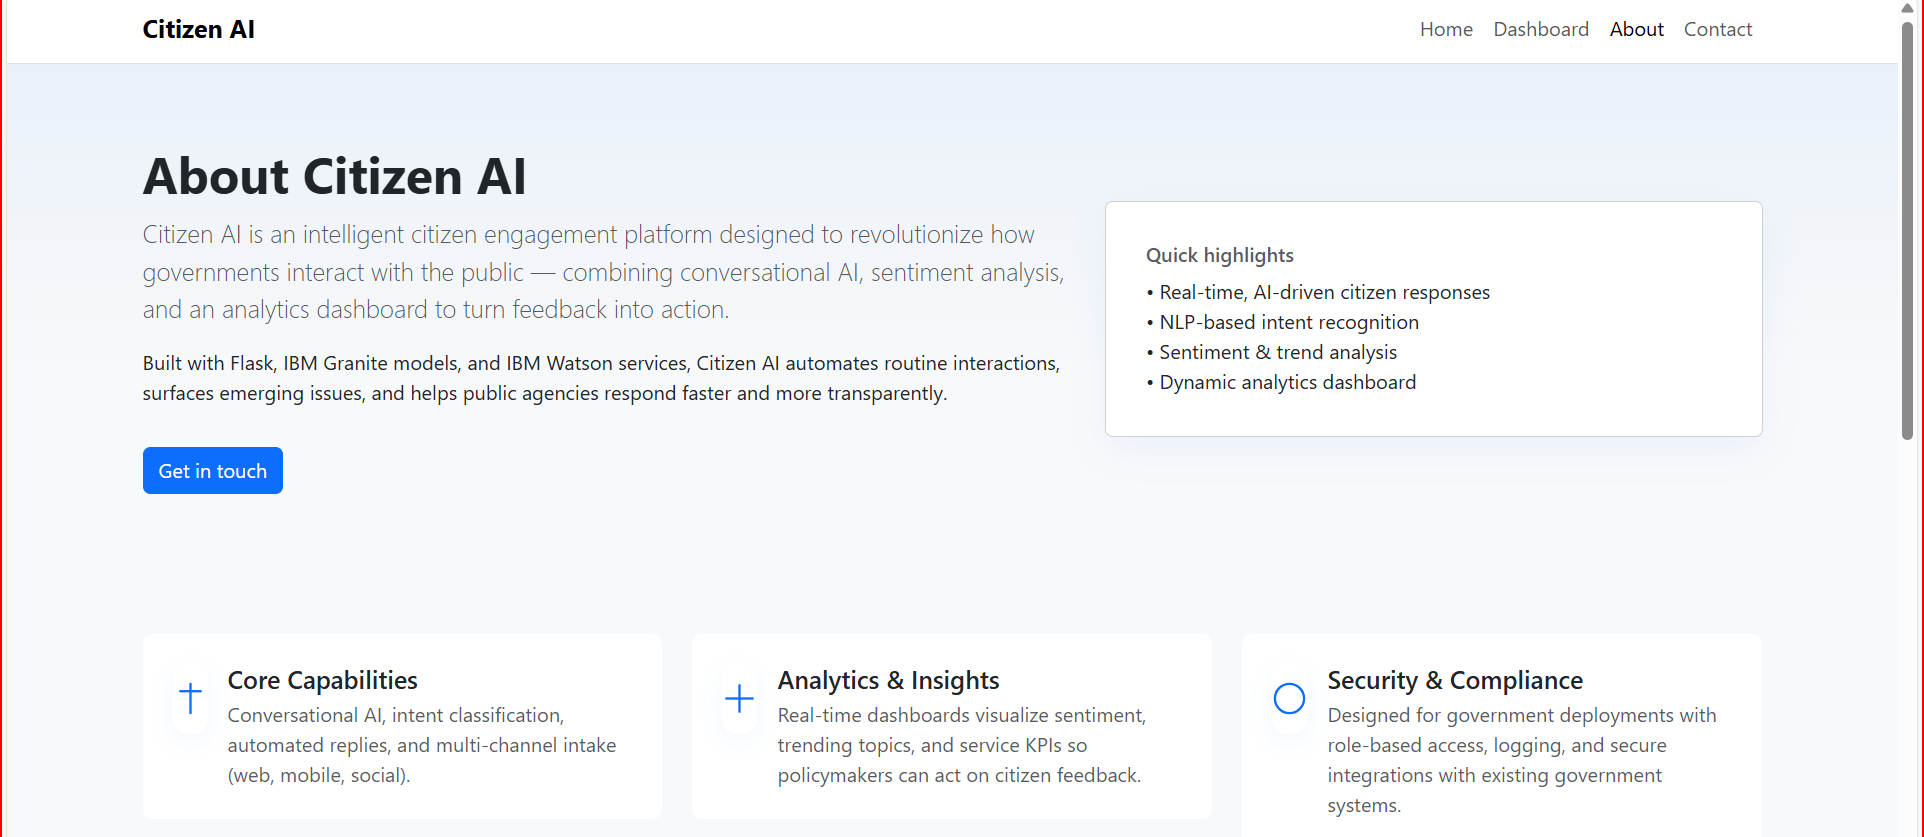 Citizen AI
Home Dashboard About Contact
About Citizen AI
Citizen AI is an intelligent citizen engagement platform designed to revolutionize how
governments interact with the public — combining conversational AI, sentiment analysis,
and an analytics dashboard to turn feedback into action.
Built with Flask, IBM Granite models, and IBM Watson services, Citizen AI automates routine interactions,
surfaces emerging issues, and helps public agencies respond faster and more transparently.
Get in touch
Quick highlights
• Real-time, AI-driven citizen responses
• NLP-based intent recognition
• Sentiment & trend analysis
• Dynamic analytics dashboard
Core Capabilities
Conversational AI, intent classification,
automated replies, and multi-channel intake
(web, mobile, social).
Analytics & Insights
Real-time dashboards visualize sentiment,
trending topics, and service KPIs so
policymakers can act on citizen feedback.
Security & Compliance
Designed for government deployments with
role-based access, logging, and secure
integrations with existing government
systems.